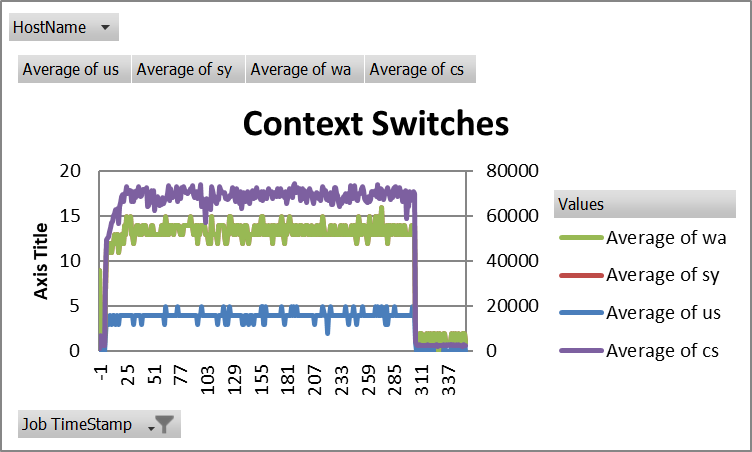 HostName
Average of us Average of sy Average of wa Average of cs
Context Switches
20 80000
15 60000
10 40000
5 20000
0 0
Axis Title
-1 25 51 77 103 129 155 181 207 233 259 285 311 337
Values
Average of wa
Average of sy
Average of us
Average of cs
Job TimeStamp